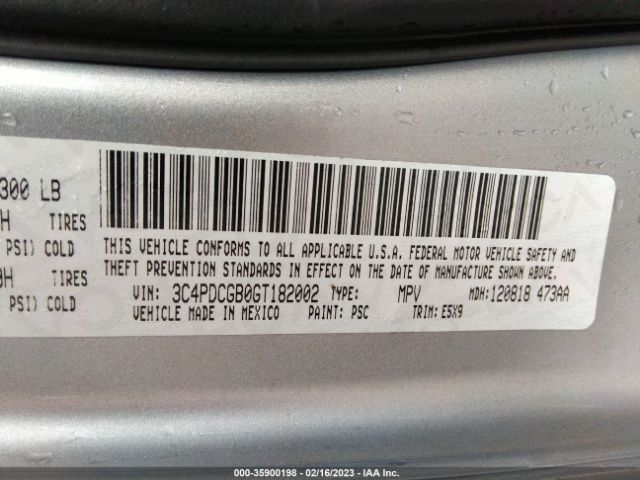 300 LB
H TIRES
PSI) COLD
0H TIRES
PSI) COLD
THIS VEHICLE CONFORMS TO ALL APPLICABLE U.S.A. FEDERAL MOTOR VEHICLE SAFETY AND
THEFT PREVENTION STANDARDS IN EFFECT ON THE DATE OF MANUFACTURE SHOWN ABOVE.
VIN: 3C4PDCGB0GT182002 TYPE: MPV MDH: 120818 473AA
VEHICLE MADE IN MEXICO PAINT: PSC TRIM: E5X9
000-35900198 - 02/16/2023 - IAA Inc.